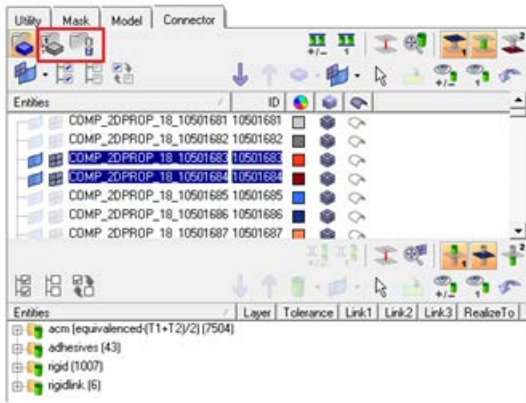 Utility Mask Model Connector
Entities ID
COMP_2DPROP_18_10501681 10501681
COMP_2DPROP_18_10501682 10501682
COMP_2DPROP_18_10501683 10501683
COMP_2DPROP_18_10501684 10501684
COMP_2DPROP_18_10501685 10501685
COMP_2DPROP_18_10501686 10501686
COMP_2DPROP_18_10501687 10501687
Entities Layer Tolerance Link1 Link2 Link3 RealizeTo
acm (equivalenced-(T1+T2)/2) (7504)
adhesives (43)
rigid (1007)
rigidlink (6)